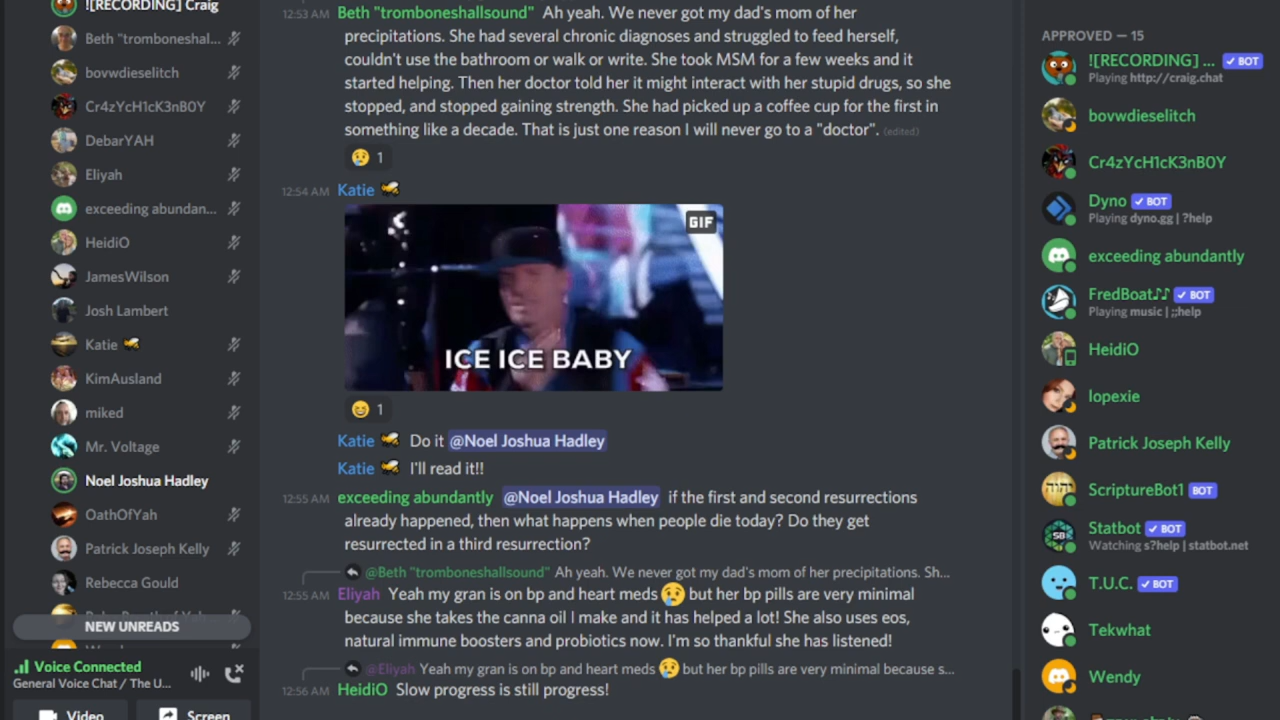 ![RECORDING] Craig
Beth "tromboneshal...
bovwdieselitch
Cr4zYcH1cK3nB0Y
DebarYAH
Eliyah
exceeding abundan...
HeidiO
JamesWilson
Josh Lambert
Katie
KimAusland
miked
Mr. Voltage
Noel Joshua Hadley
OathOfYah
Patrick Joseph Kelly
Rebecca Gould
NEW UNREADS
Voice Connected
General Voice Chat / The U...
Video
Screen
12:53 AM Beth "tromboneshallsound" Ah yeah. We never got my dad's mom of her
precipitations. She had several chronic diagnoses and struggled to feed herself,
couldn't use the bathroom or walk or write. She took MSM for a few weeks and it
started helping. Then her doctor told her it might interact with her stupid drugs, so she
stopped, and stopped gaining strength. She had picked up a coffee cup for the first in
something like a decade. That is just one reason I will never go to a "doctor". (edited)
1
12:54 AM Katie
GIF
ICE ICE BABY
1
Katie Do it @Noel Joshua Hadley
Katie I'll read it!!
12:55 AM exceeding abundantly @Noel Joshua Hadley if the first and second resurrections
already happened, then what happens when people die today? Do they get
resurrected in a third resurrection?
@Beth "tromboneshallsound" Ah yeah. We never got my dad's mom of her precipitations. Sh...
12:55 AM Eliyah Yeah my gran is on bp and heart meds 😢 but her bp pills are very minimal
because she takes the canna oil I make and it has helped a lot! She also uses eos,
natural immune boosters and probiotics now. I'm so thankful she has listened!
@Eliyah Yeah my gran is on bp and heart meds 😢 but her bp pills are very minimal because s...
12:56 AM HeidiO Slow progress is still progress!
APPROVED — 15
![RECORDING] ... BOT
Playing http://craig.chat
bovwdieselitch
Cr4zYcH1cK3nB0Y
Dyno BOT
Playing dyno.gg | ?help
exceeding abundantly
FredBoat♪♪ BOT
Playing music | ;;help
HeidiO
lopexie
Patrick Joseph Kelly
יהוה
ScriptureBot1 BOT
SB
Statbot BOT
Watching s?help | statbot.net
T.U.C. BOT
Tekwhat
Wendy